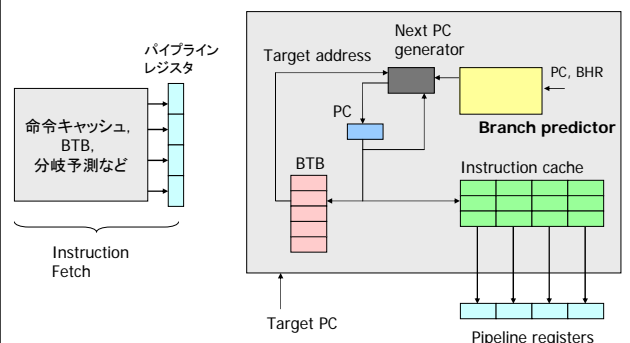 パイプライン
レジスタ
命令キャッシュ,
BTB,
分岐予測など
Instruction
Fetch
Next PC
generator
Target address
PC, BHR
PC
Branch predictor
BTB
Instruction cache
Target PC
Pipeline registers